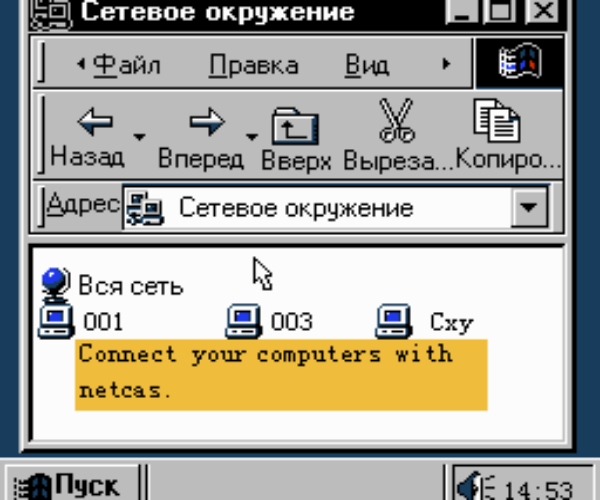 Сетевое окружение
Файл Правка Вид
Назад Вперед Вверх Выреза... Копиро...
Адрес Сетевое окружение
Вся сеть
001 003 Сху
Connect your computers with
netcas.
Пуск 14:53